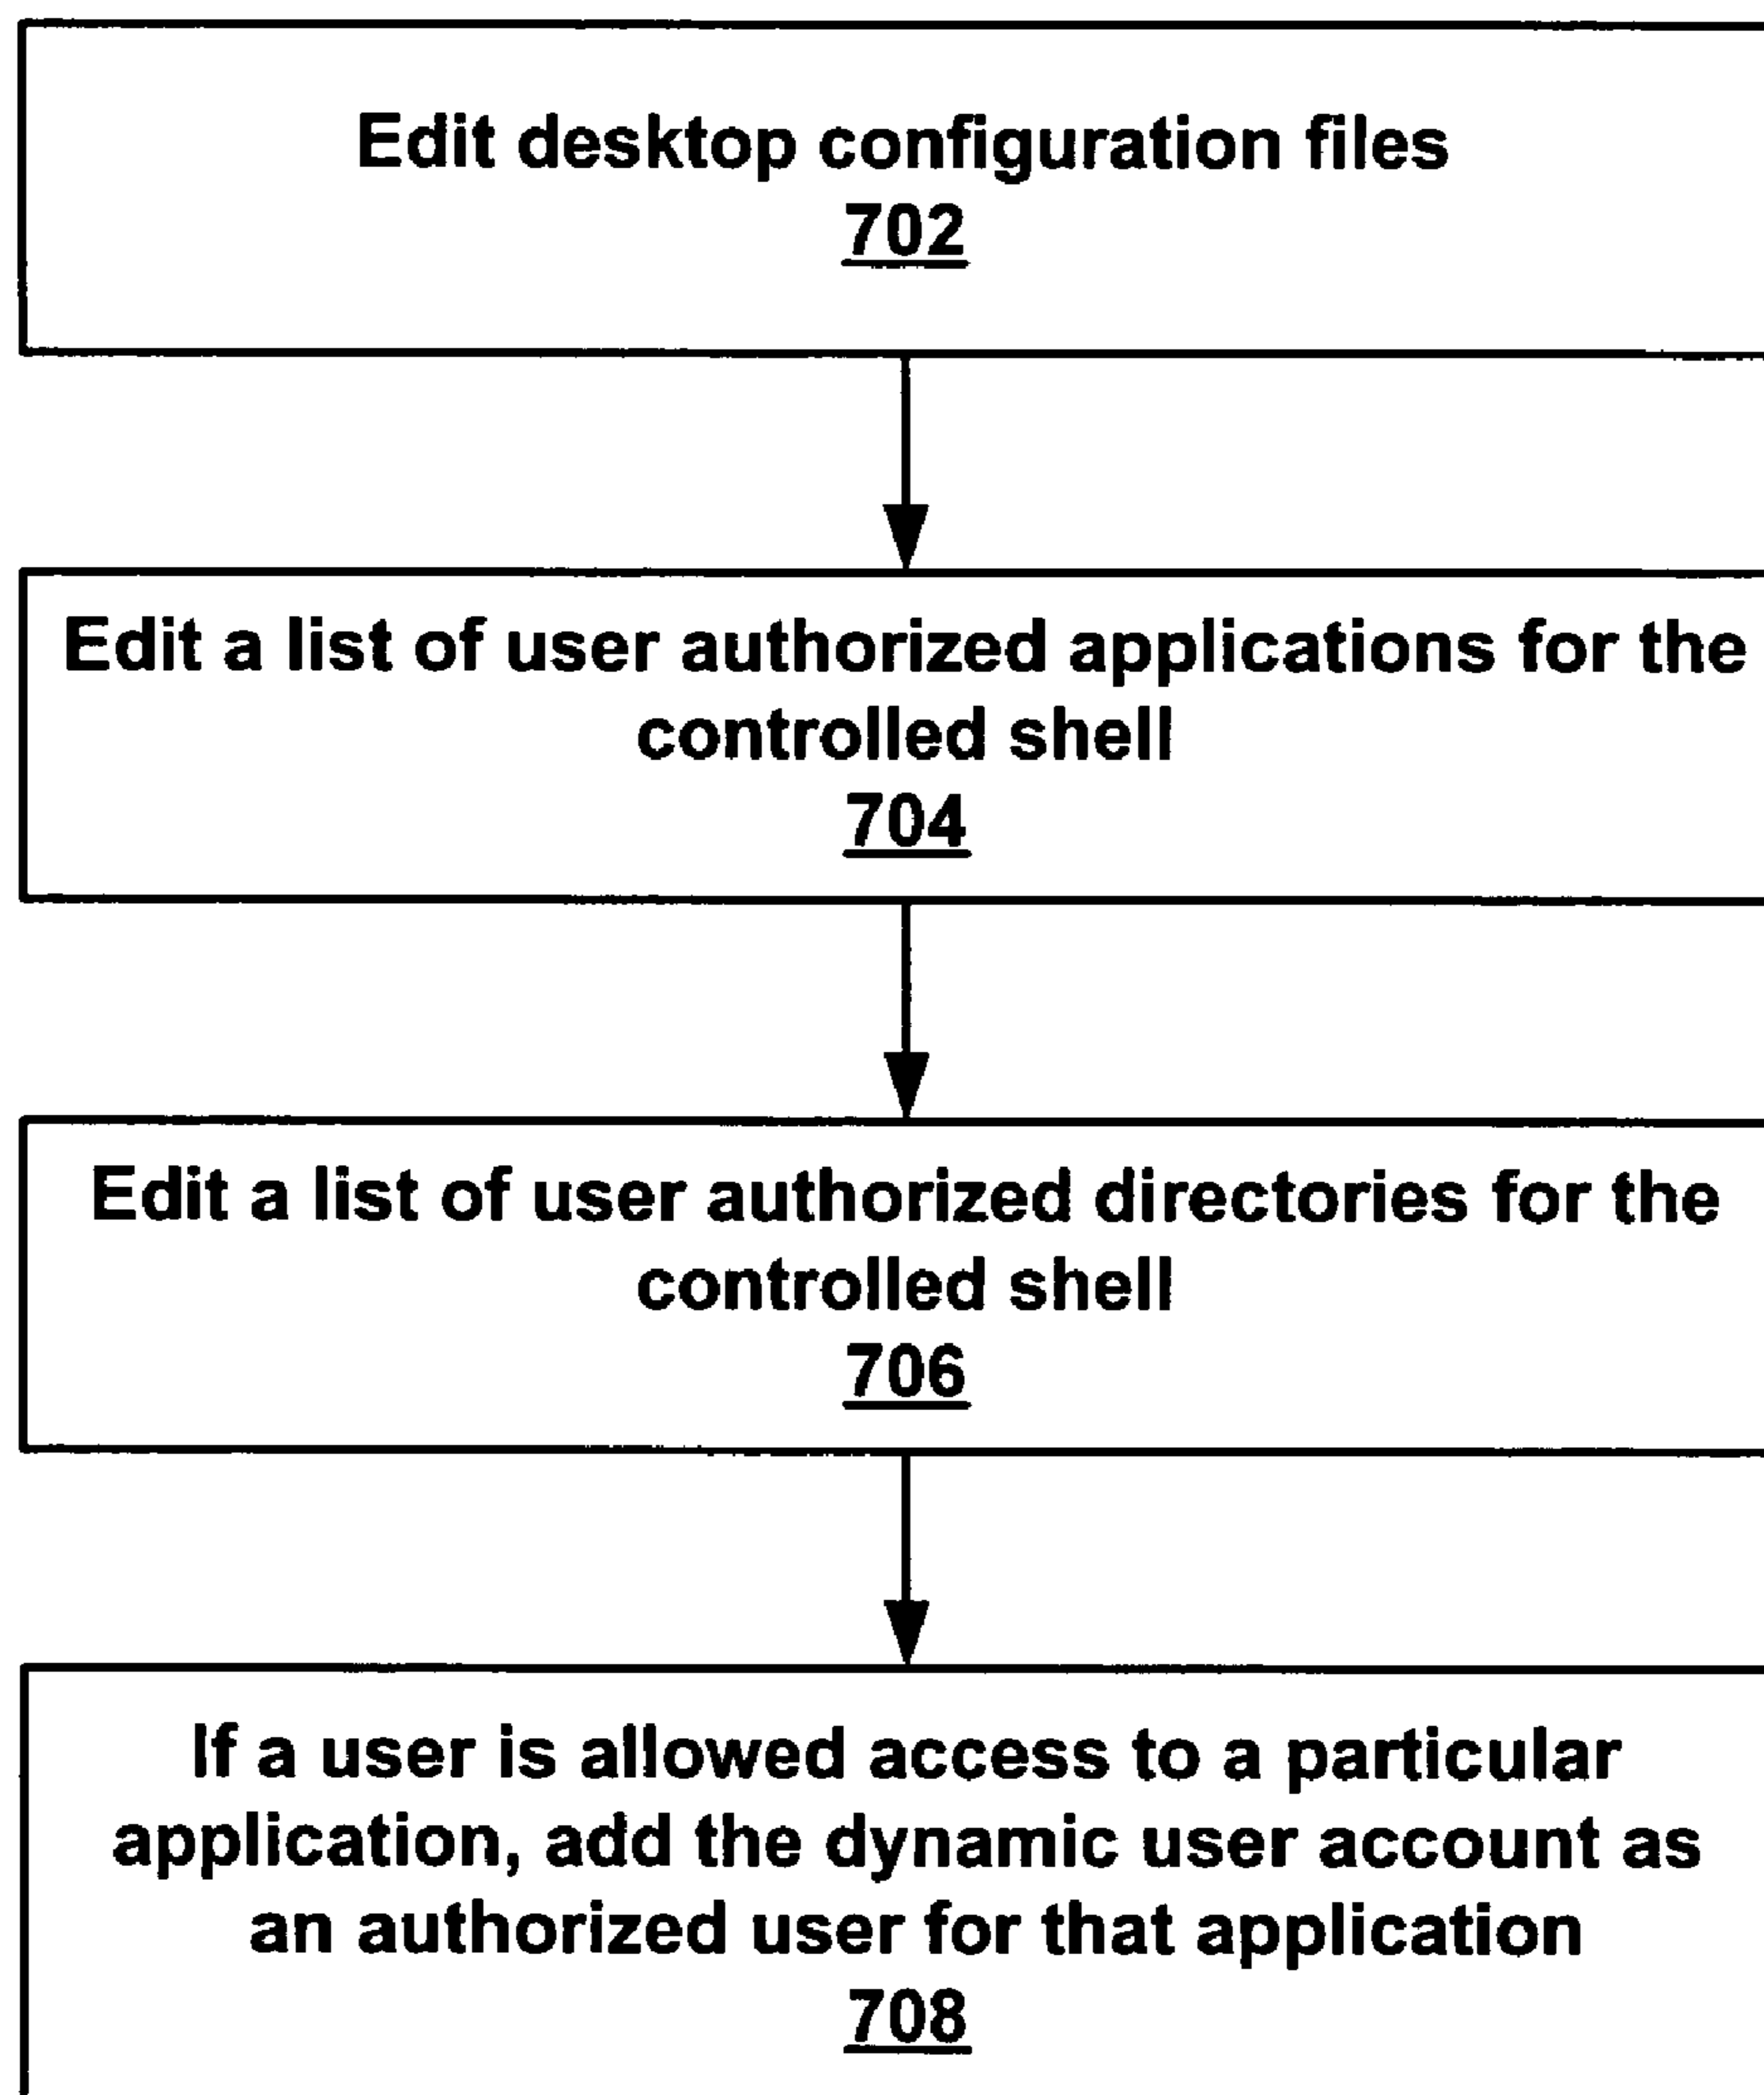 Edit desktop configuration files
702
Edit a list of user authorized applications for the
controlled shell
704
Edit a list of user authorized directories for the
controlled shell
706
If a user is allowed access to a particular
application, add the dynamic user account as
an authorized user for that application
708